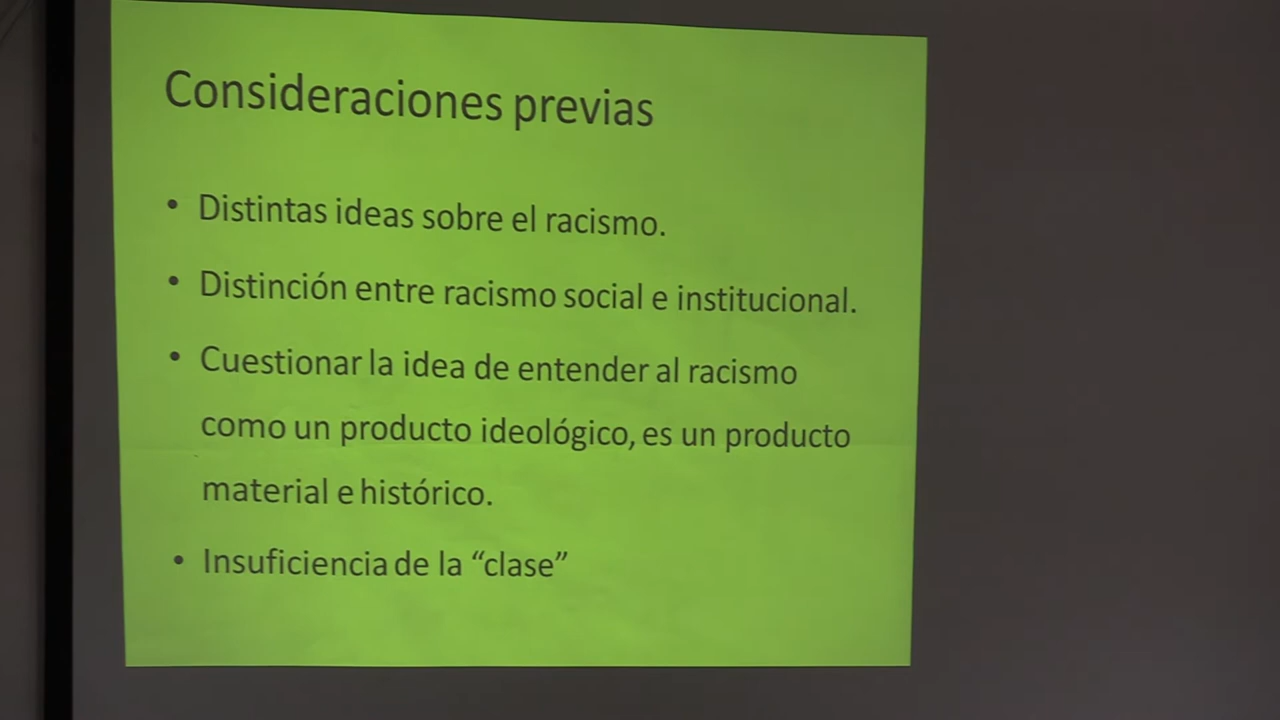 Consideraciones previas
• Distintas ideas sobre el racismo.
• Distinción entre racismo social e institucional.
• Cuestionar la idea de entender al racismo
como un producto ideológico, es un producto
material e histórico.
• Insuficiencia de la “clase”